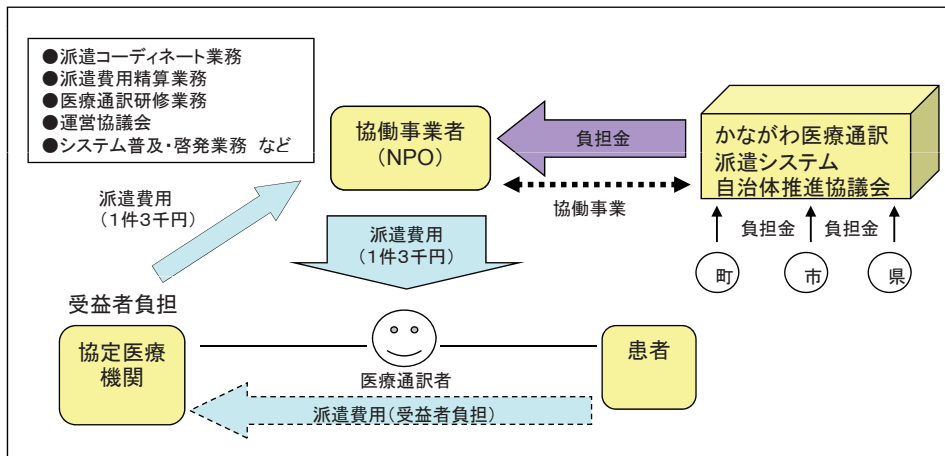 ●派遣コーディネート業務
●派遣費用精算業務
●医療通訳研修業務
●運営協議会
●システム普及・啓発業務 など
協働事業者
(NPO)
負担金
かながわ医療通訳
派遣システム
自治体推進協議会
協働事業
派遣費用
(1件3千円)
派遣費用
(1件3千円)
負担金
負担金
町
市
県
受益者負担
協定医療
機関
医療通訳者
患者
派遣費用(受益者負担)